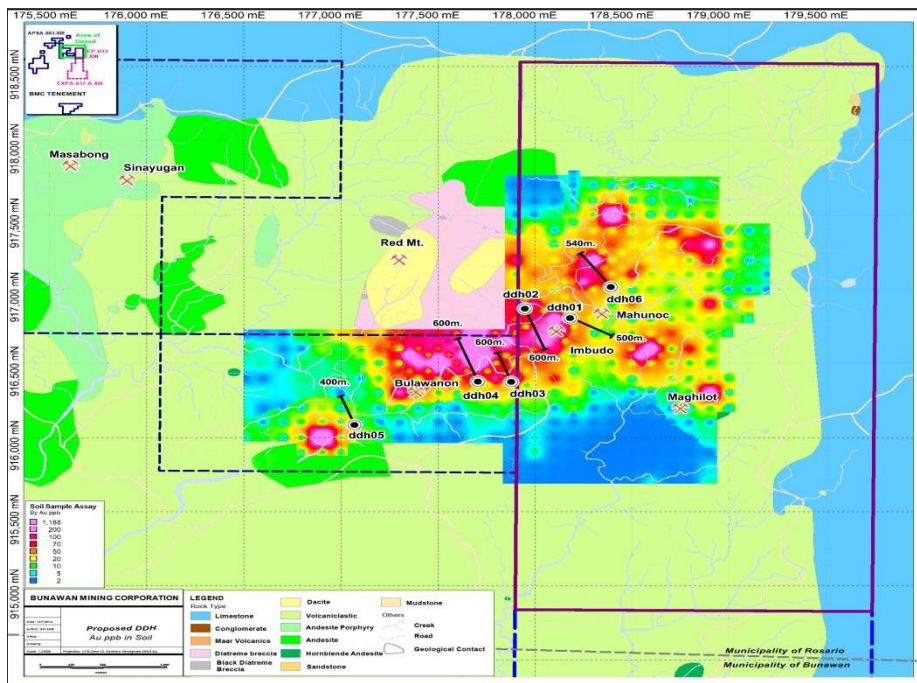 175,500 mE 176,000 mE 176,500 mE 177,000 mE 177,500 mE 178,000 mE 178,500 mE 179,000 mE 179,500 mE
918,500 mN
918,000 mN
917,500 mN
917,000 mN
916,500 mN
916,000 mN
915,500 mN
915,000 mN
Area of
Detail
EP-033
XIII
BMC TENEMENT
Masabong
Sinayugan
Red Mt.
540m.
ddh06
ddh02
ddh01
Mahunoc
600m.
500m.
600m.
Imbudo
600m.
400m.
Bulawanon
ddh04
ddh03
Maghilot
ddh05
Soil Sample Assay
By Au ppb
1,188
200
100
70
50
20
10
5
2
BUNAWAN MINING CORPORATION
Proposed DDH
Au ppb in Soil
LEGEND
Rock Type
Limestone
Conglomerate
Maar Volcanics
Diatreme breccia
Black Diatreme
Breccia
Dacite
Volcaniclastic
Andesite Porphyry
Andesite
Hornblende Andesite
Sandstone
Mudstone
Others
Creek
Road
Geological Contact
Municipality of Rosario
Municipality of Bunawan